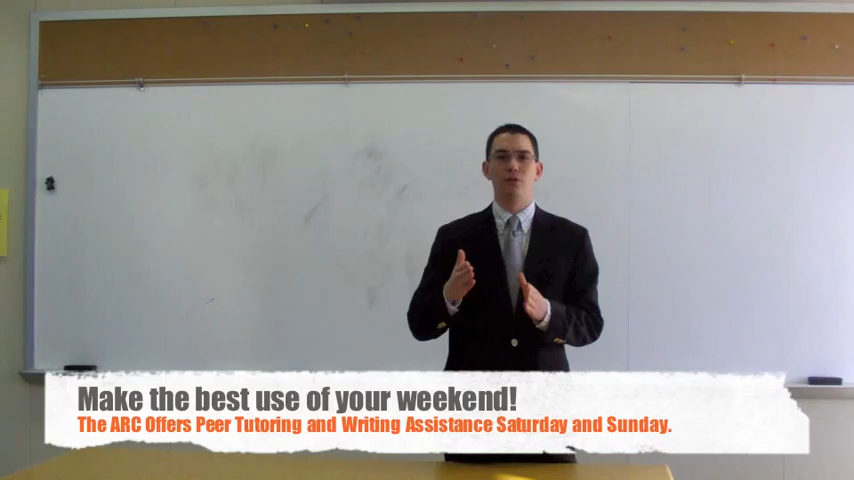 Make the best use of your weekend!
The ARC Offers Peer Tutoring and Writing Assistance Saturday and Sunday.